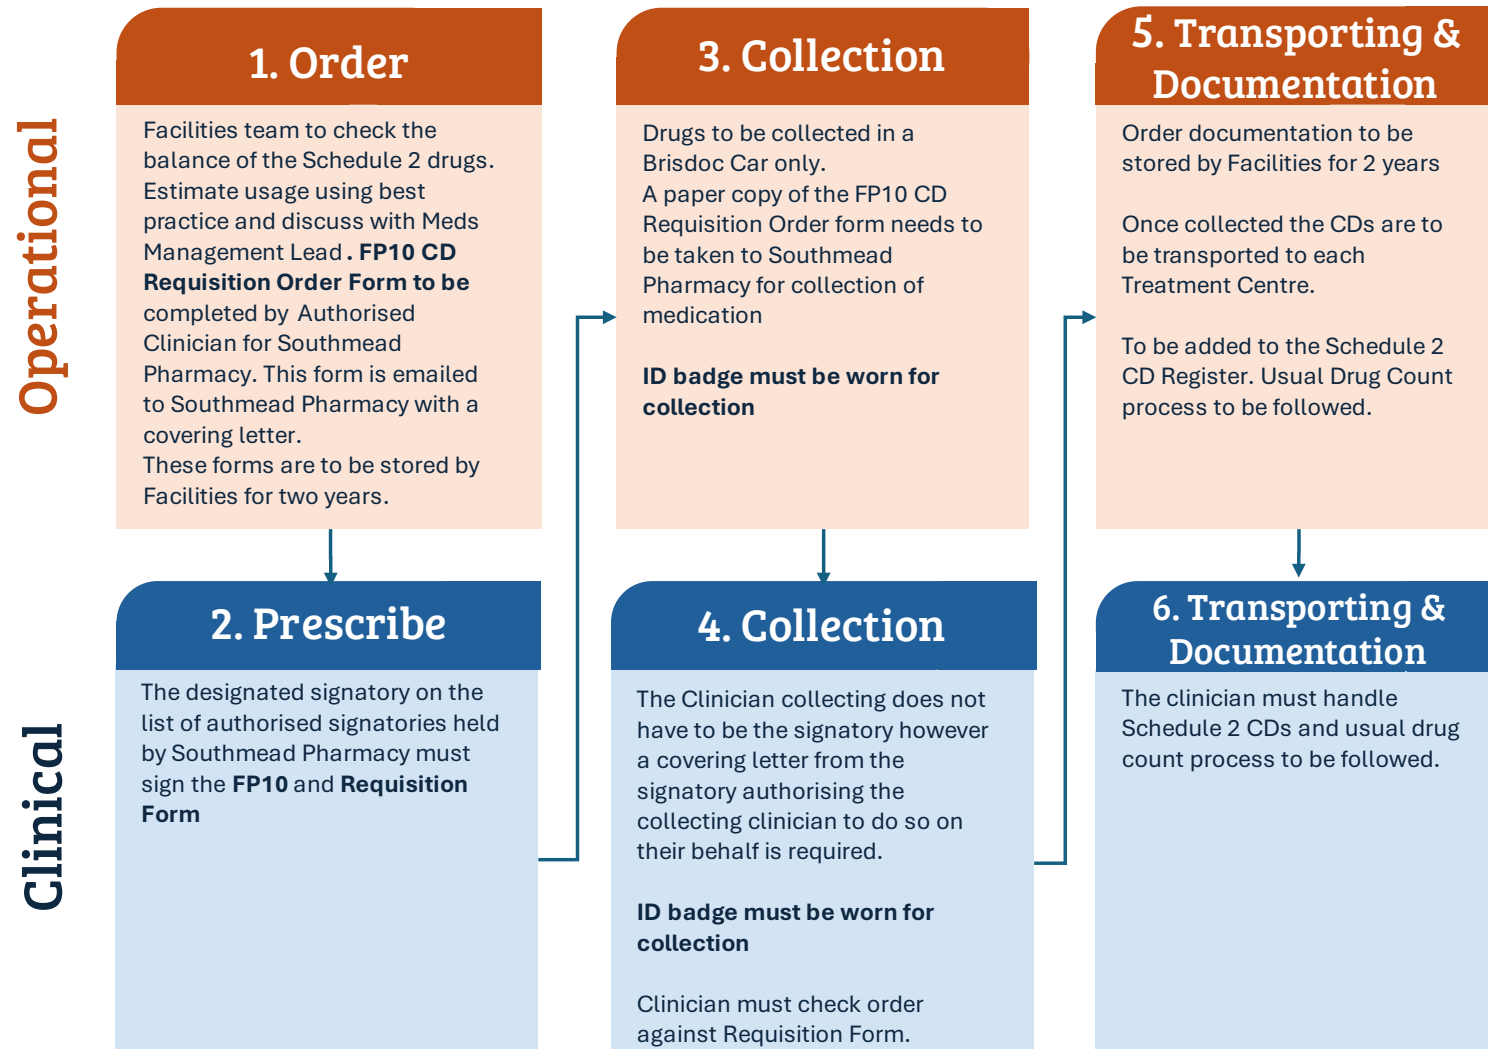 Operational
1. Order
Facilities team to check the
balance of the Schedule 2 drugs.
Estimate usage using best
practice and discuss with Meds
Management Lead . FP10 CD
Requisition Order Form to be
completed by Authorised
Clinician for Southmead
Pharmacy. This form is emailed
to Southmead Pharmacy with a
covering letter.
These forms are to be stored by
Facilities for two years.
Clinical
2. Prescribe
The designated signatory on the
list of authorised signatories held
by Southmead Pharmacy must
sign the FP10 and Requisition
Form
3. Collection
Drugs to be collected in a
Brisdoc Car only.
A paper copy of the FP10 CD
Requisition Order form needs to
be taken to Southmead
Pharmacy for collection of
medication
ID badge must be worn for
collection
4. Collection
The Clinician collecting does not
have to be the signatory however
a covering letter from the
signatory authorising the
collecting clinician to do so on
their behalf is required.
ID badge must be worn for
collection
Clinician must check order
against Requisition Form.
5. Transporting &
Documentation
Order documentation to be
stored by Facilities for 2 years
Once collected the CDs are to
be transported to each
Treatment Centre.
To be added to the Schedule 2
CD Register. Usual Drug Count
process to be followed.
6. Transporting &
Documentation
The clinician must handle
Schedule 2 CDs and usual drug
count process to be followed.